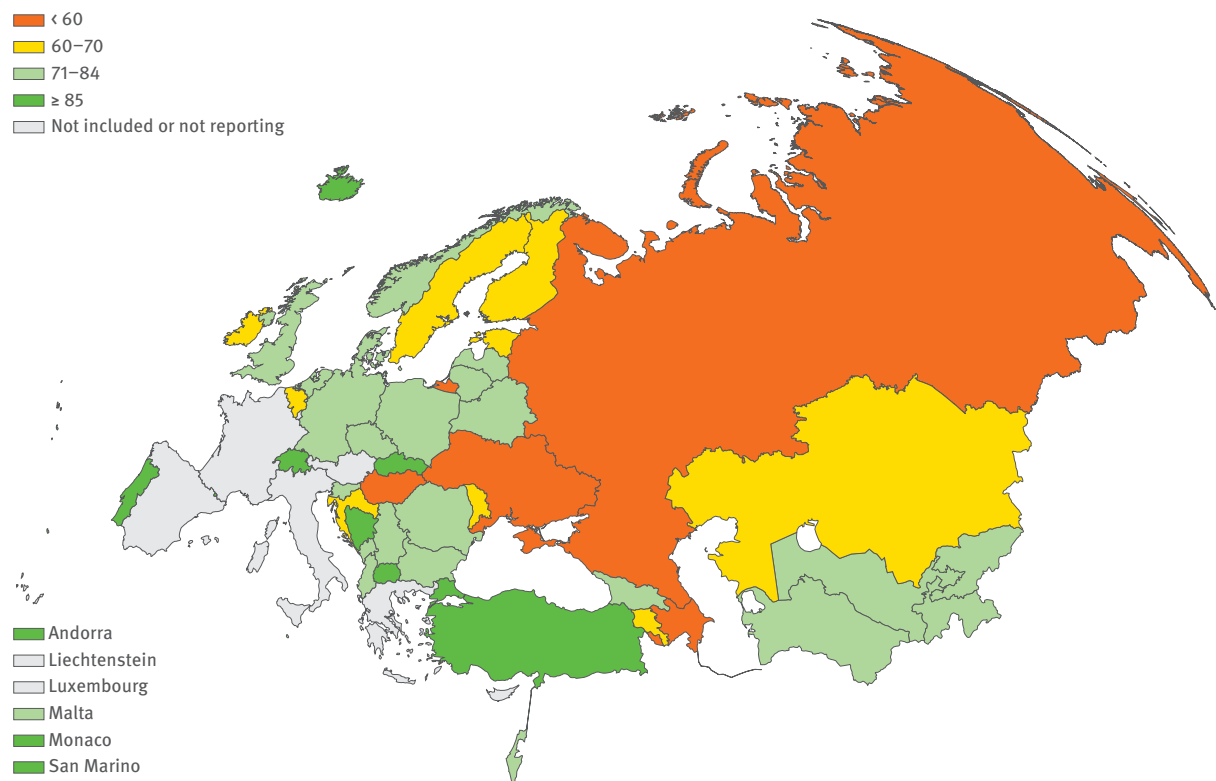 < 60
60–70
71–84
≥ 85
Not included or not reporting
Andorra
Liechtenstein
Luxembourg
Malta
Monaco
San Marino